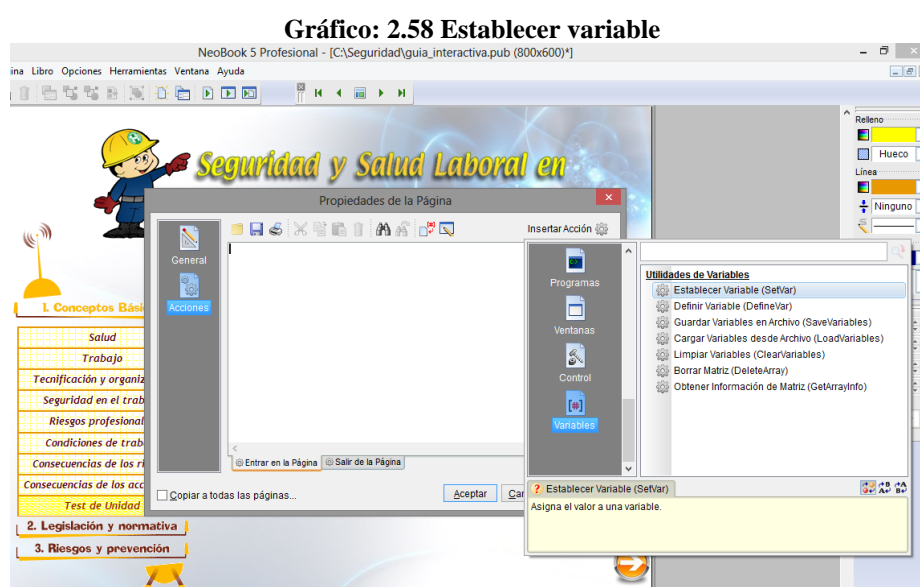 Gráfico: 2.58 Establecer variable
NeoBook 5 Profesional - [C:\Seguridad\guia_interactiva.pub (800x600)*]
ina Libro Opciones Herramientas Ventana Ayuda
Seguridad y Salud Laboral en
Relleno
Hueco
Línea
Ninguno
Propiedades de la Página
General
Acciones
Insertar Acción
Programas
Ventanas
Control
Variables
Utilidades de Variables
Establecer Variable (SetVar)
Definir Variable (DefineVar)
Guardar Variables en Archivo (SaveVariables)
Cargar Variables desde Archivo (LoadVariables)
Limpiar Variables (ClearVariables)
Borrar Matriz (DeleteArray)
Obtener Información de Matriz (GetArrayInfo)
Entrar en la Página
Salir de la Página
Copiar a todas las páginas...
Aceptar
Can
? Establecer Variable (SetVar)
Asigna el valor a una variable.
1. Conceptos Bási
Salud
Trabajo
Tecnificación y organiz
Seguridad en el trab
Riesgos profesional
Condiciones de trab
Consecuencias de los ri
Consecuencias de los acc
Test de Unidad
2. Legislación y normativa
3. Riesgos y prevención